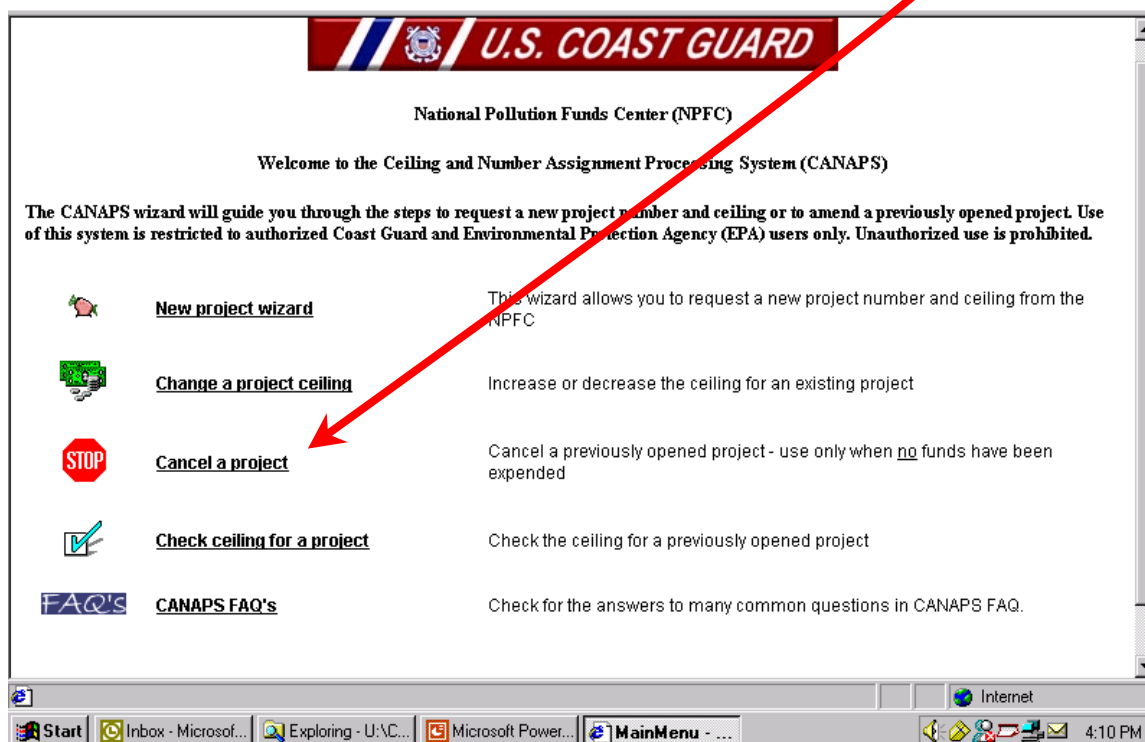 U.S. COAST GUARD
National Pollution Funds Center (NPFC)
Welcome to the Ceiling and Number Assignment Processing System (CANAPS)
The CANAPS wizard will guide you through the steps to request a new project number and ceiling or to amend a previously opened project. Use
of this system is restricted to authorized Coast Guard and Environmental Protection Agency (EPA) users only. Unauthorized use is prohibited.
New project wizard
This wizard allows you to request a new project number and ceiling from the
NPFC
Change a project ceiling
Increase or decrease the ceiling for an existing project
STOP
Cancel a project
Cancel a previously opened project - use only when no funds have been
expended
Check ceiling for a project
Check the ceiling for a previously opened project
FAQ'S
CANAPS FAQ's
Check for the answers to many common questions in CANAPS FAQ.
Internet
Start
Inbox - Microsof...
Exploring - U:\C...
Microsoft Power...
MainMenu - ...
4:10 PM